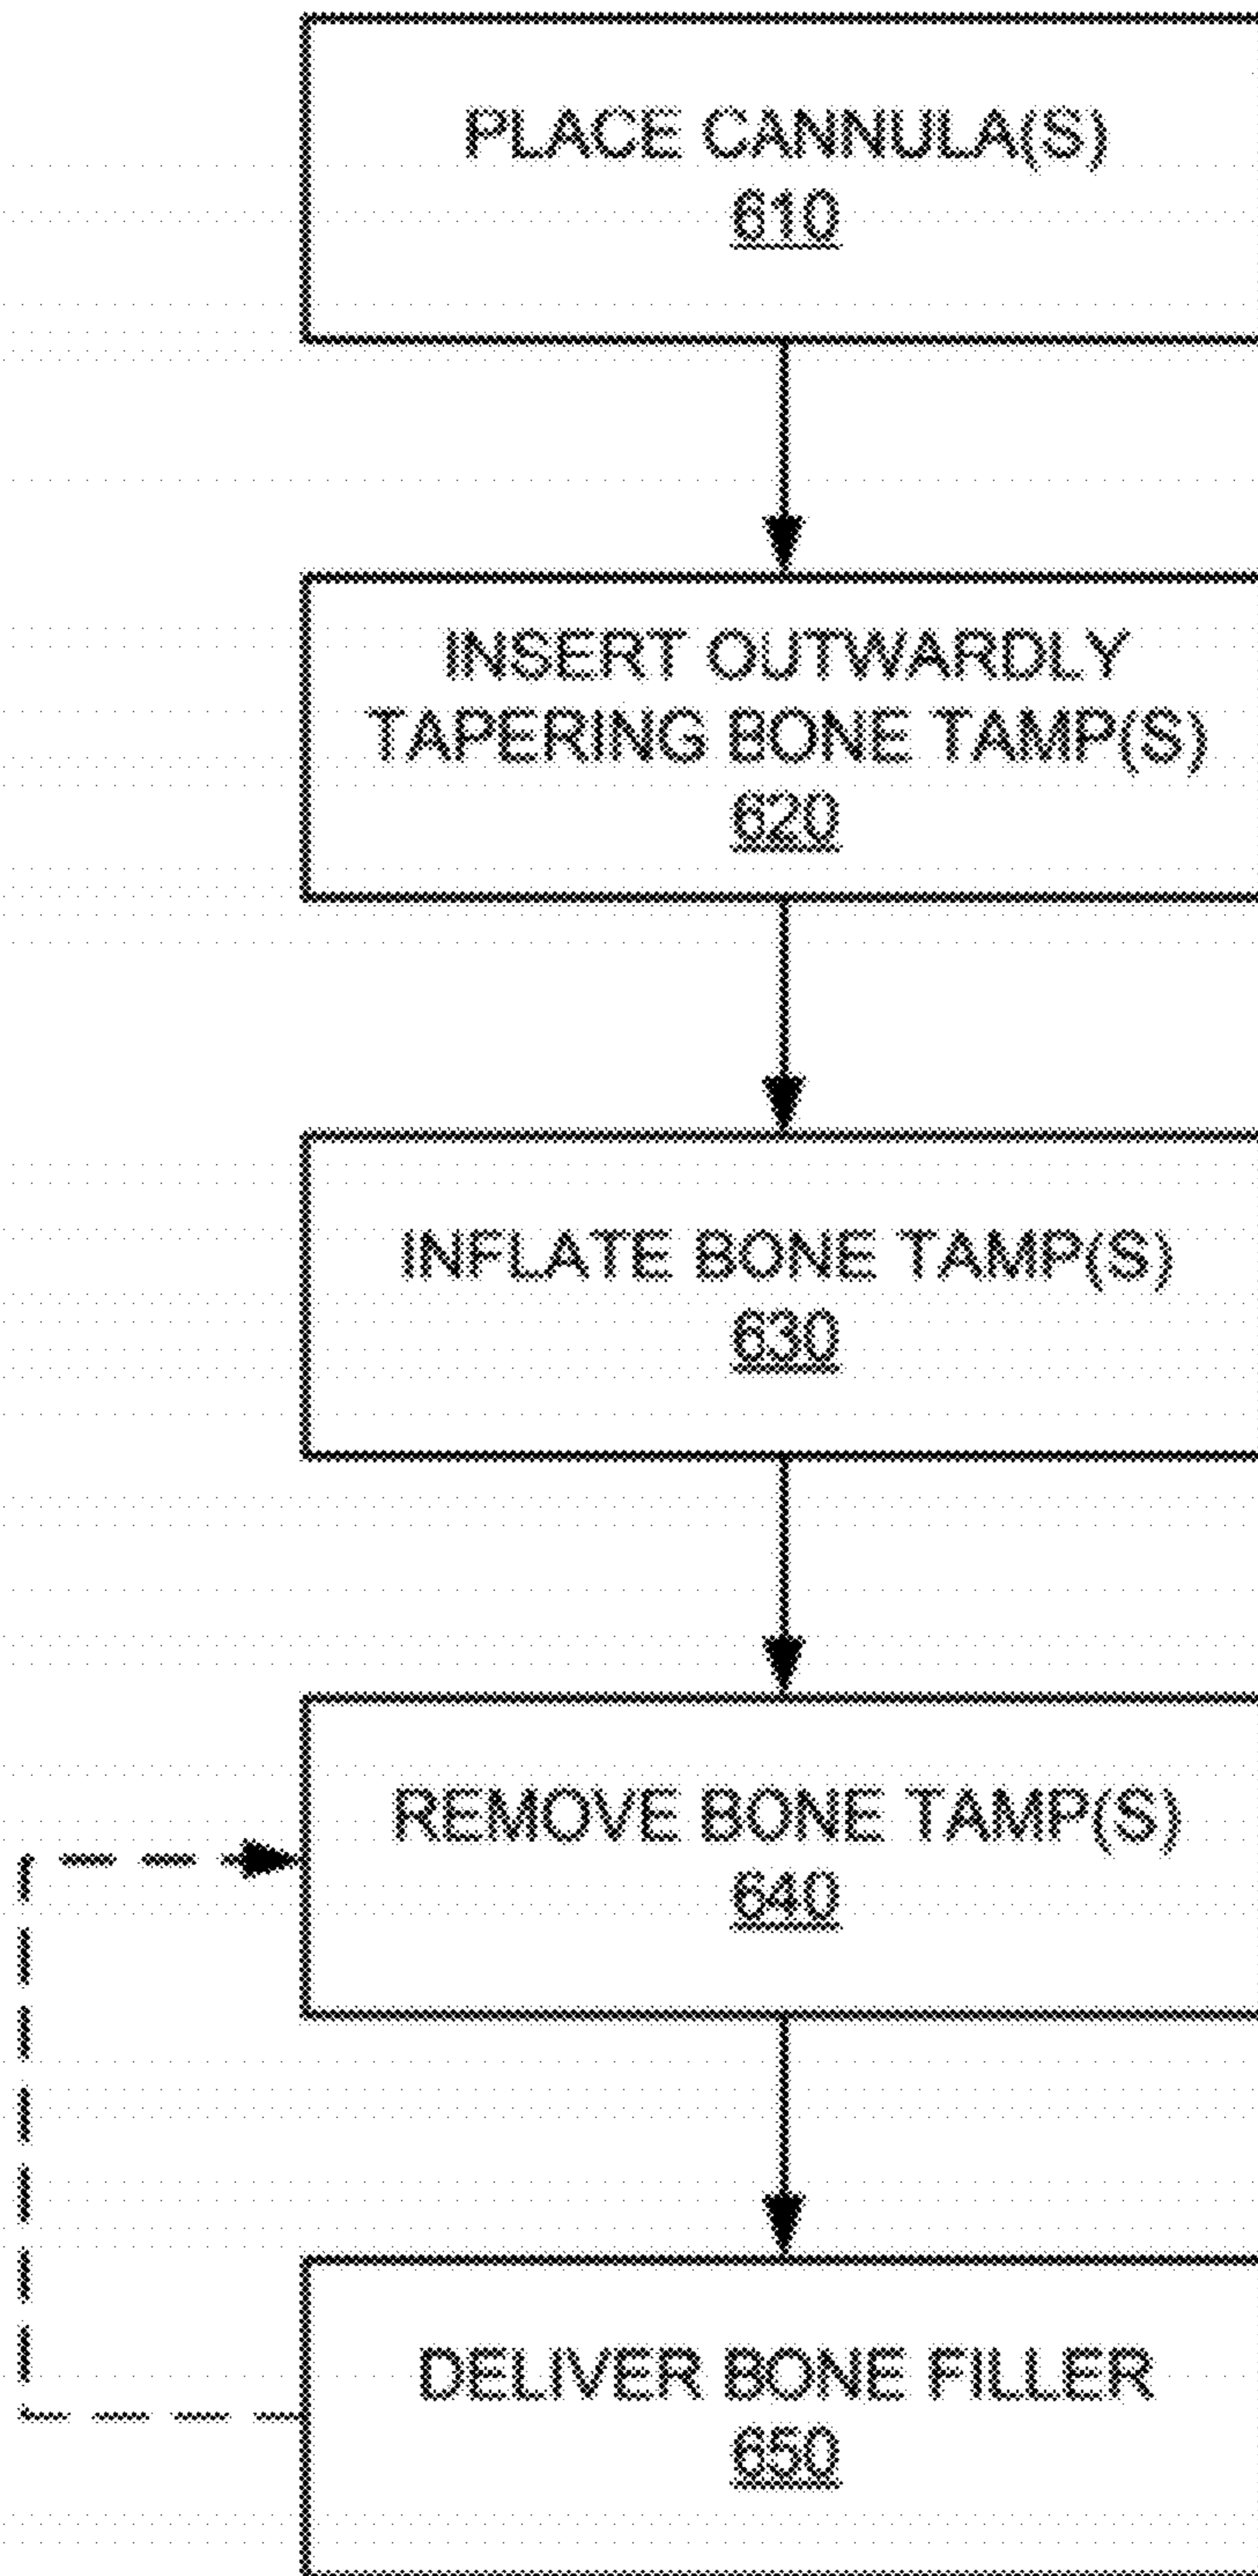 PLACE CANNULA(S)
610
INSERT OUTWARDLY
TAPERING BONE TAMP(S)
620
INFLATE BONE TAMP(S)
630
REMOVE BONE TAMP(S)
640
DELIVER BONE FILLER
650